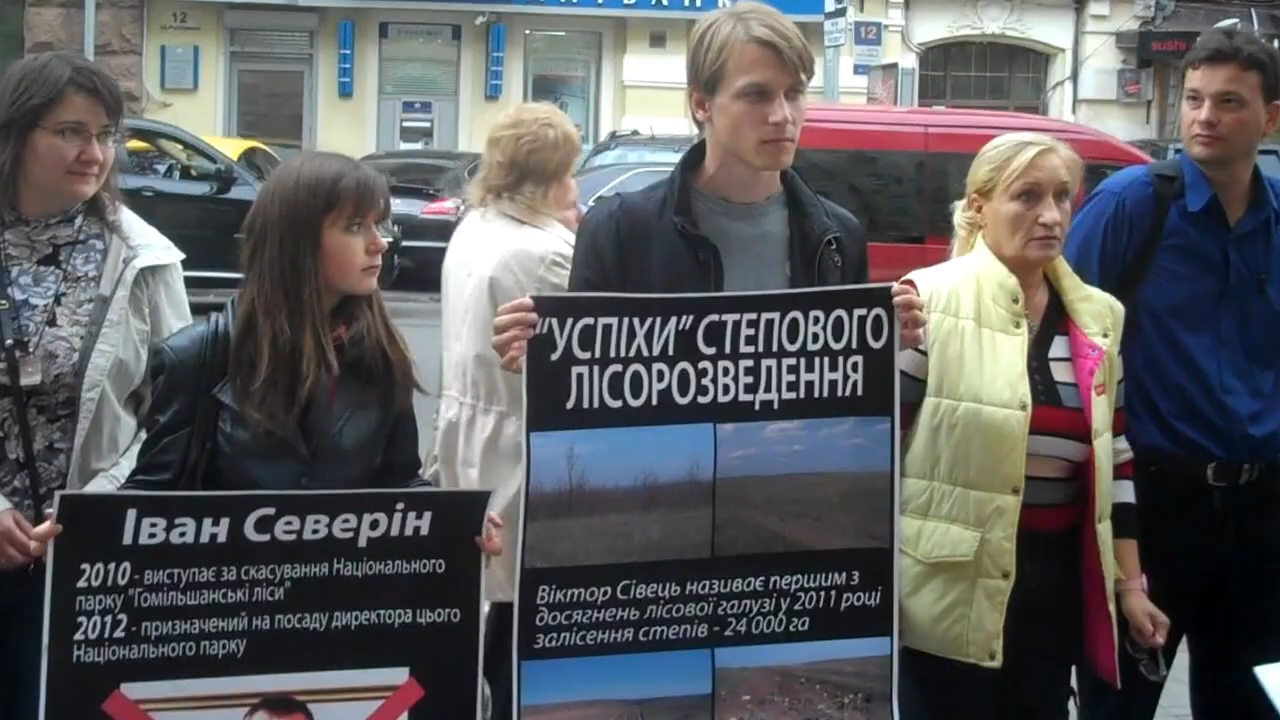 12
12
sushi
"УСПІХИ" СТЕПОВОГО
ЛІСОРОЗВЕДЕННЯ
Віктор Сівець називає першим з
досягнень лісової галузі у 2011 році
залісення степів - 24 000 га
Іван Северін
2010 - виступає за скасування Національного
парку "Гомільшанські ліси"
2012 - призначений на посаду директора цього
Національного парку